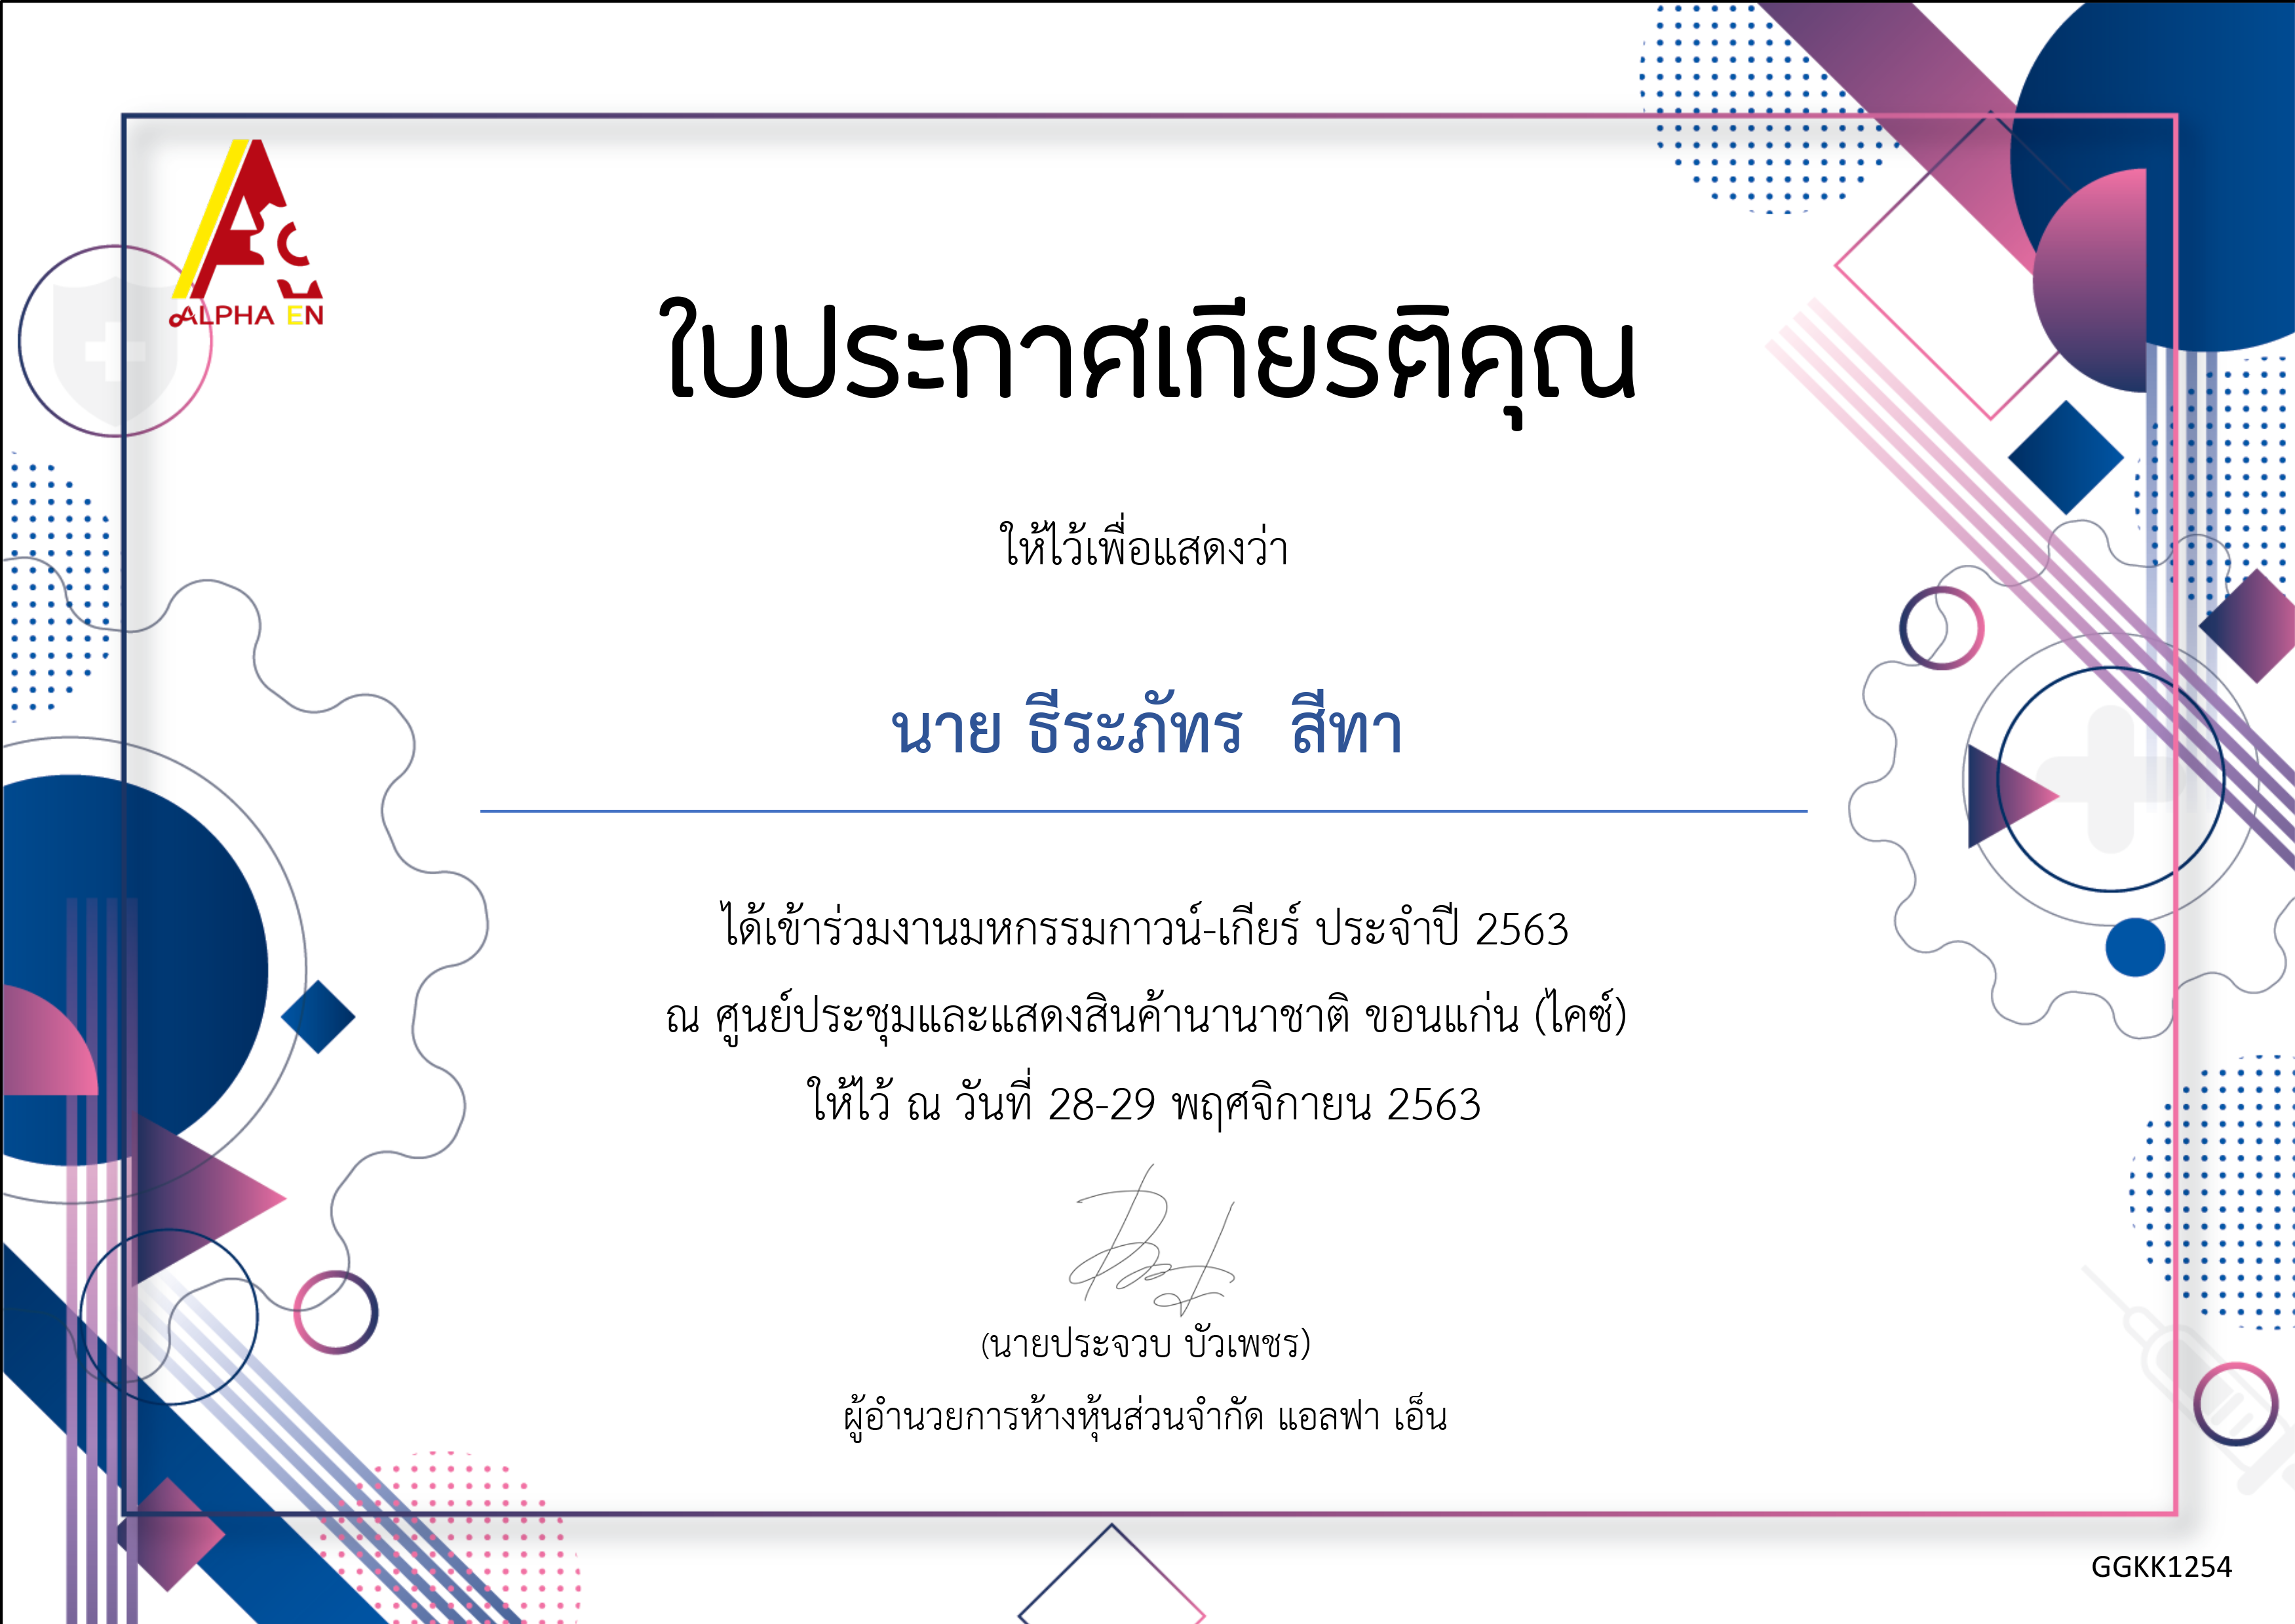 ALPHA EN
ใบประกาศเกียรติคุณ
ให้ไว้เพื่อแสดงว่า
นาย ธีระภัทร สีทา
ได้เข้าร่วมงานมหกรรมกาวน์-เกียร์ ประจำปี 2563
ณ ศูนย์ประชุมและแสดงสินค้านานาชาติ ขอนแก่น (ไคซ์)
ให้ไว้ ณ วันที่ 28-29 พฤศจิกายน 2563
(นายประจวบ บัวเพชร)
ผู้อำนวยการห้างหุ้นส่วนจำกัด แอลฟา เอ็น
GGKK1254